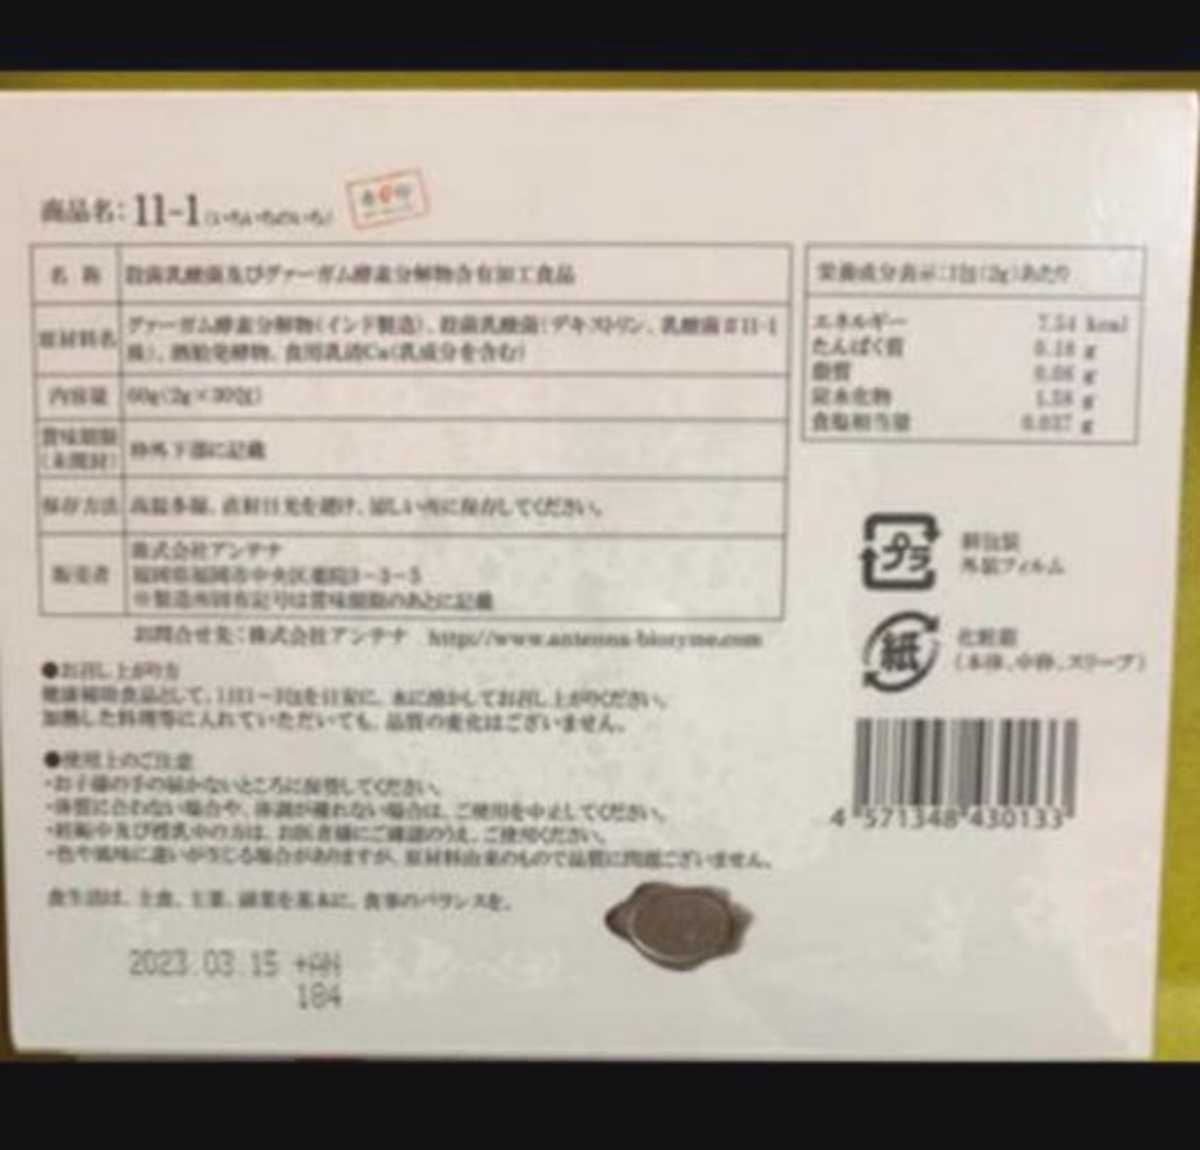 商品名：11-1（いちいちのいち）
名 称 殺菌乳酸菌及びグァーガム酵素分解物含有加工食品
原材料名 グァーガム酵素分解物（インド製造）、殺菌乳酸菌（デキストリン、乳酸菌#11-1
株）、酒粕発酵物、食用乳清Ca（乳成分を含む）
内容量 60g（2g×30包）
賞味期限
（未開封） 枠外下部に記載
保存方法 高温多湿、直射日光を避け、涼しい所に保存してください。
販売者 株式会社アンテナ
福岡県福岡市中央区薬院3-3-5
※製造所固有記号は賞味期限のあとに記載
お問合せ先：株式会社アンテナ http://www.antenna-biozyme.com
●お召し上がり方
健康補助食品として、1日1～3包を目安に、水に溶かしてお召し上がりください。
加熱した料理等に入れていただいても、品質の変化はございません。
●使用上のご注意
・お子様の手の届かないところに保管してください。
・体質に合わない場合や、体調が優れない場合は、ご使用を中止してください。
・妊娠中及び授乳中の方は、お医者様にご確認のうえ、ご使用ください。
・色や風味に違いが生じる場合がありますが、原材料由来のもので品質に問題ございません。
食生活は、主食、主菜、副菜を基本に、食事のバランスを。
2023.03.15 +AN
184
栄養成分表示：1包（2g）あたり
エネルギー 7.54 kcal
たんぱく質 g
脂質 g
炭水化物 g
食塩相当量 0.037 g
プラ
個包装
外装フィルム
紙
化粧箱
（本体、中枠、スリーブ）
4 571348 430133